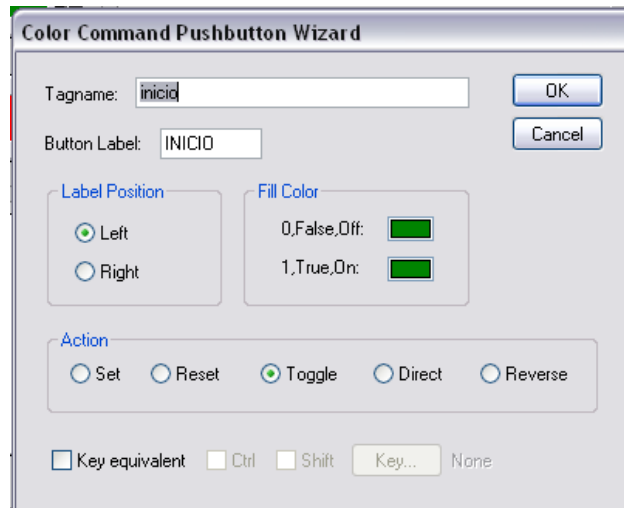 Color Command Pushbutton Wizard
Tagname: inicio OK
Button Label: INICIO Cancel
Label Position Fill Color
Left 0,False,Off:
Right 1,True,On:
Action
Set Reset Toggle Direct Reverse
Key equivalent Ctrl Shift Key... None